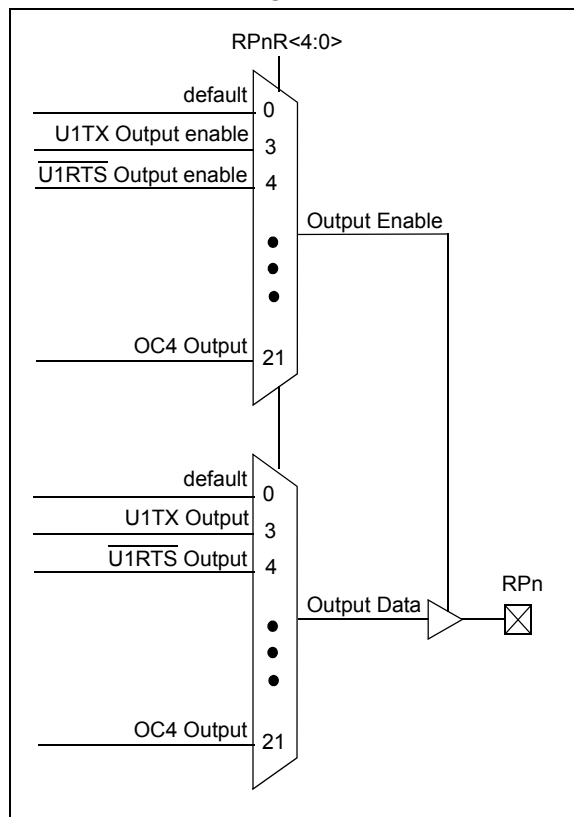 RPnR<4:0>
default
0
U1TX Output enable
3
U1RTS Output enable
4
Output Enable
OC4 Output
21
default
0
U1TX Output
3
U1RTS Output
4
RPn
Output Data
OC4 Output
21